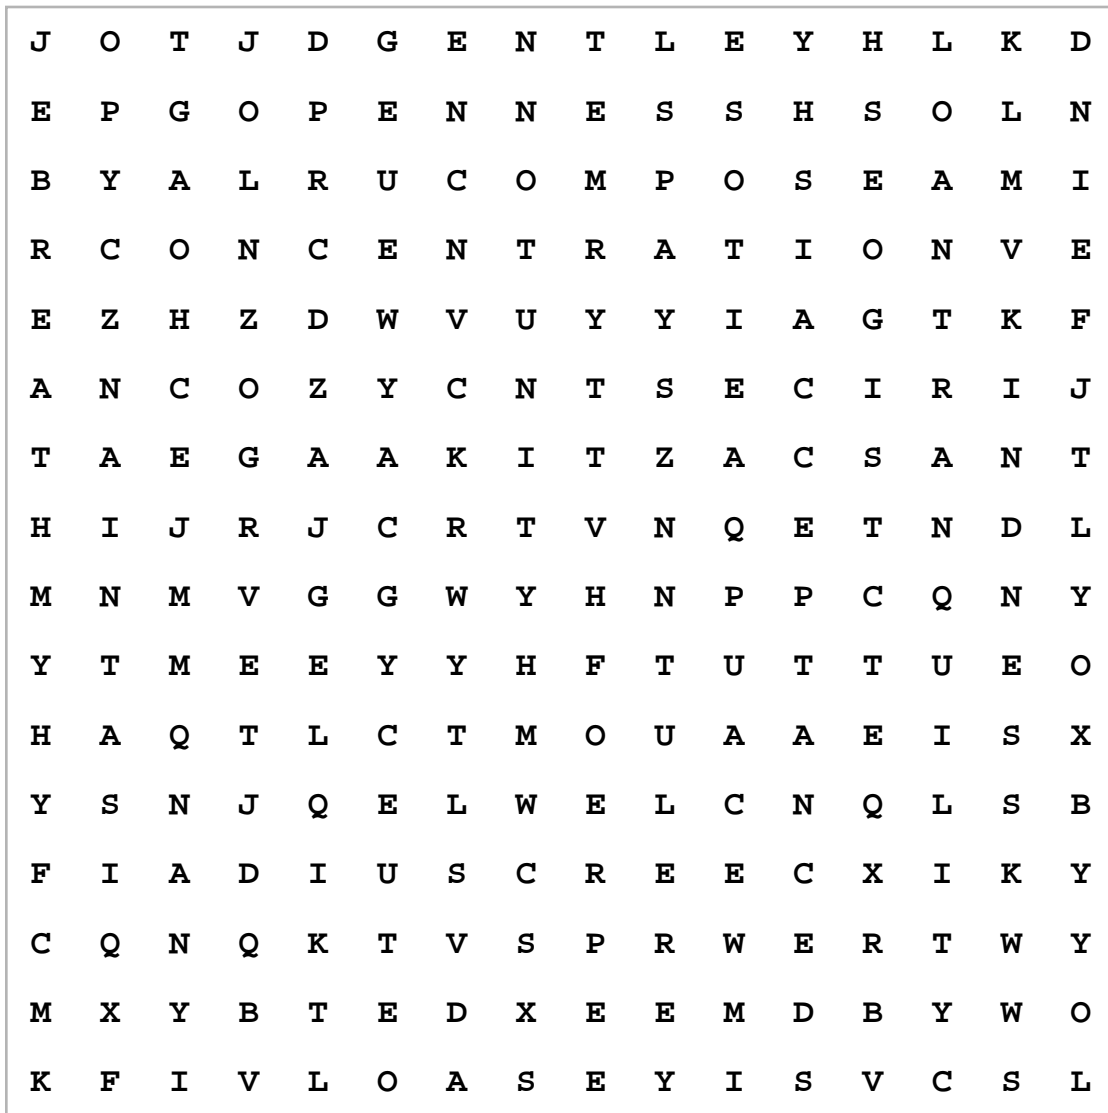 J O T J D G E N T L E Y H L K D
E P G O P E N N E S S H S O L N
B Y A L R U C O M P O S E A M I
R C O N C E N T R A T I O N V E
E Z H Z D W V U Y Y I A G T K F
A N C O Z Y C N T S E C I R I J
T A E G A A K I T Z A C S A N T
H I J R J C R T V N Q E T N D L
M N M V G G W Y H N P P C Q N Y
Y T M E E Y Y H F T U T T U E O
H A Q T L C T M O U A A E I S X
Y S N J Q E L W E L C N Q L S B
F I A D I U S C R E E C X I K Y
C Q N Q K T V S P R W E R T W Y
M X Y B T E D X E E M D B Y W O
K F I V L O A S E Y I S V C S L